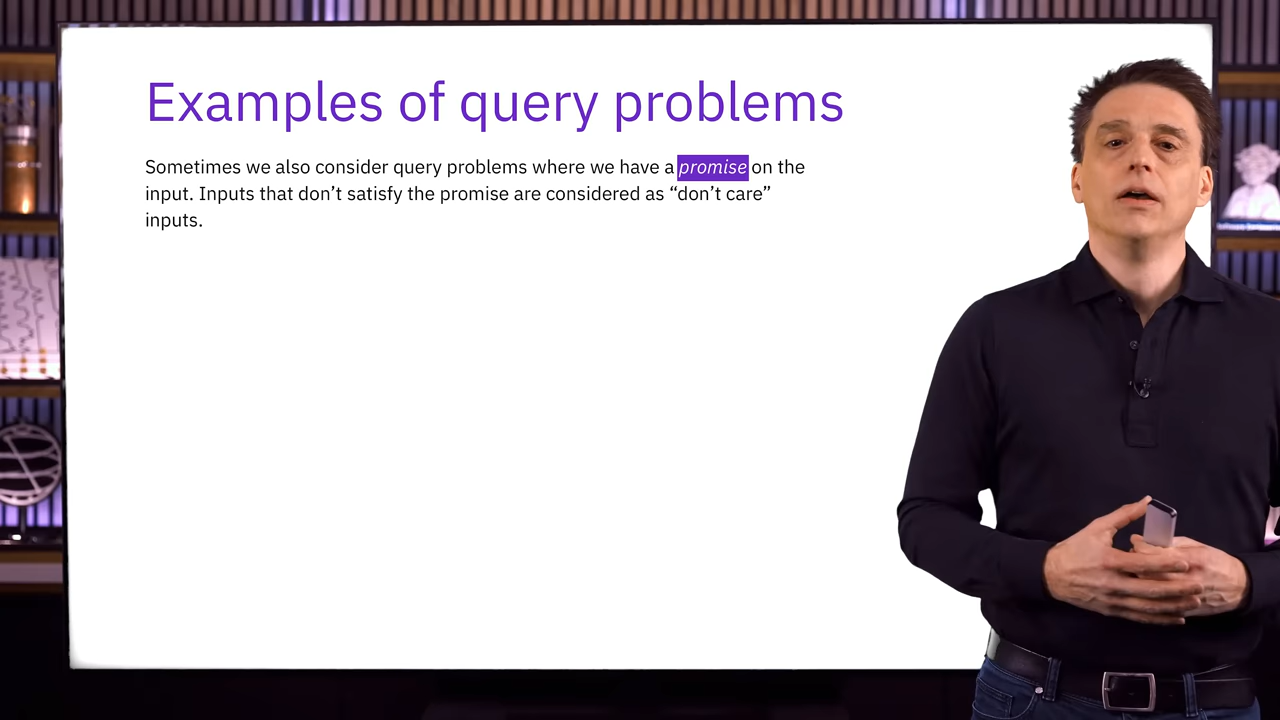 Examples of query problems
Sometimes we also consider query problems where we have a promise on the
input. Inputs that don’t satisfy the promise are considered as “don’t care”
inputs.